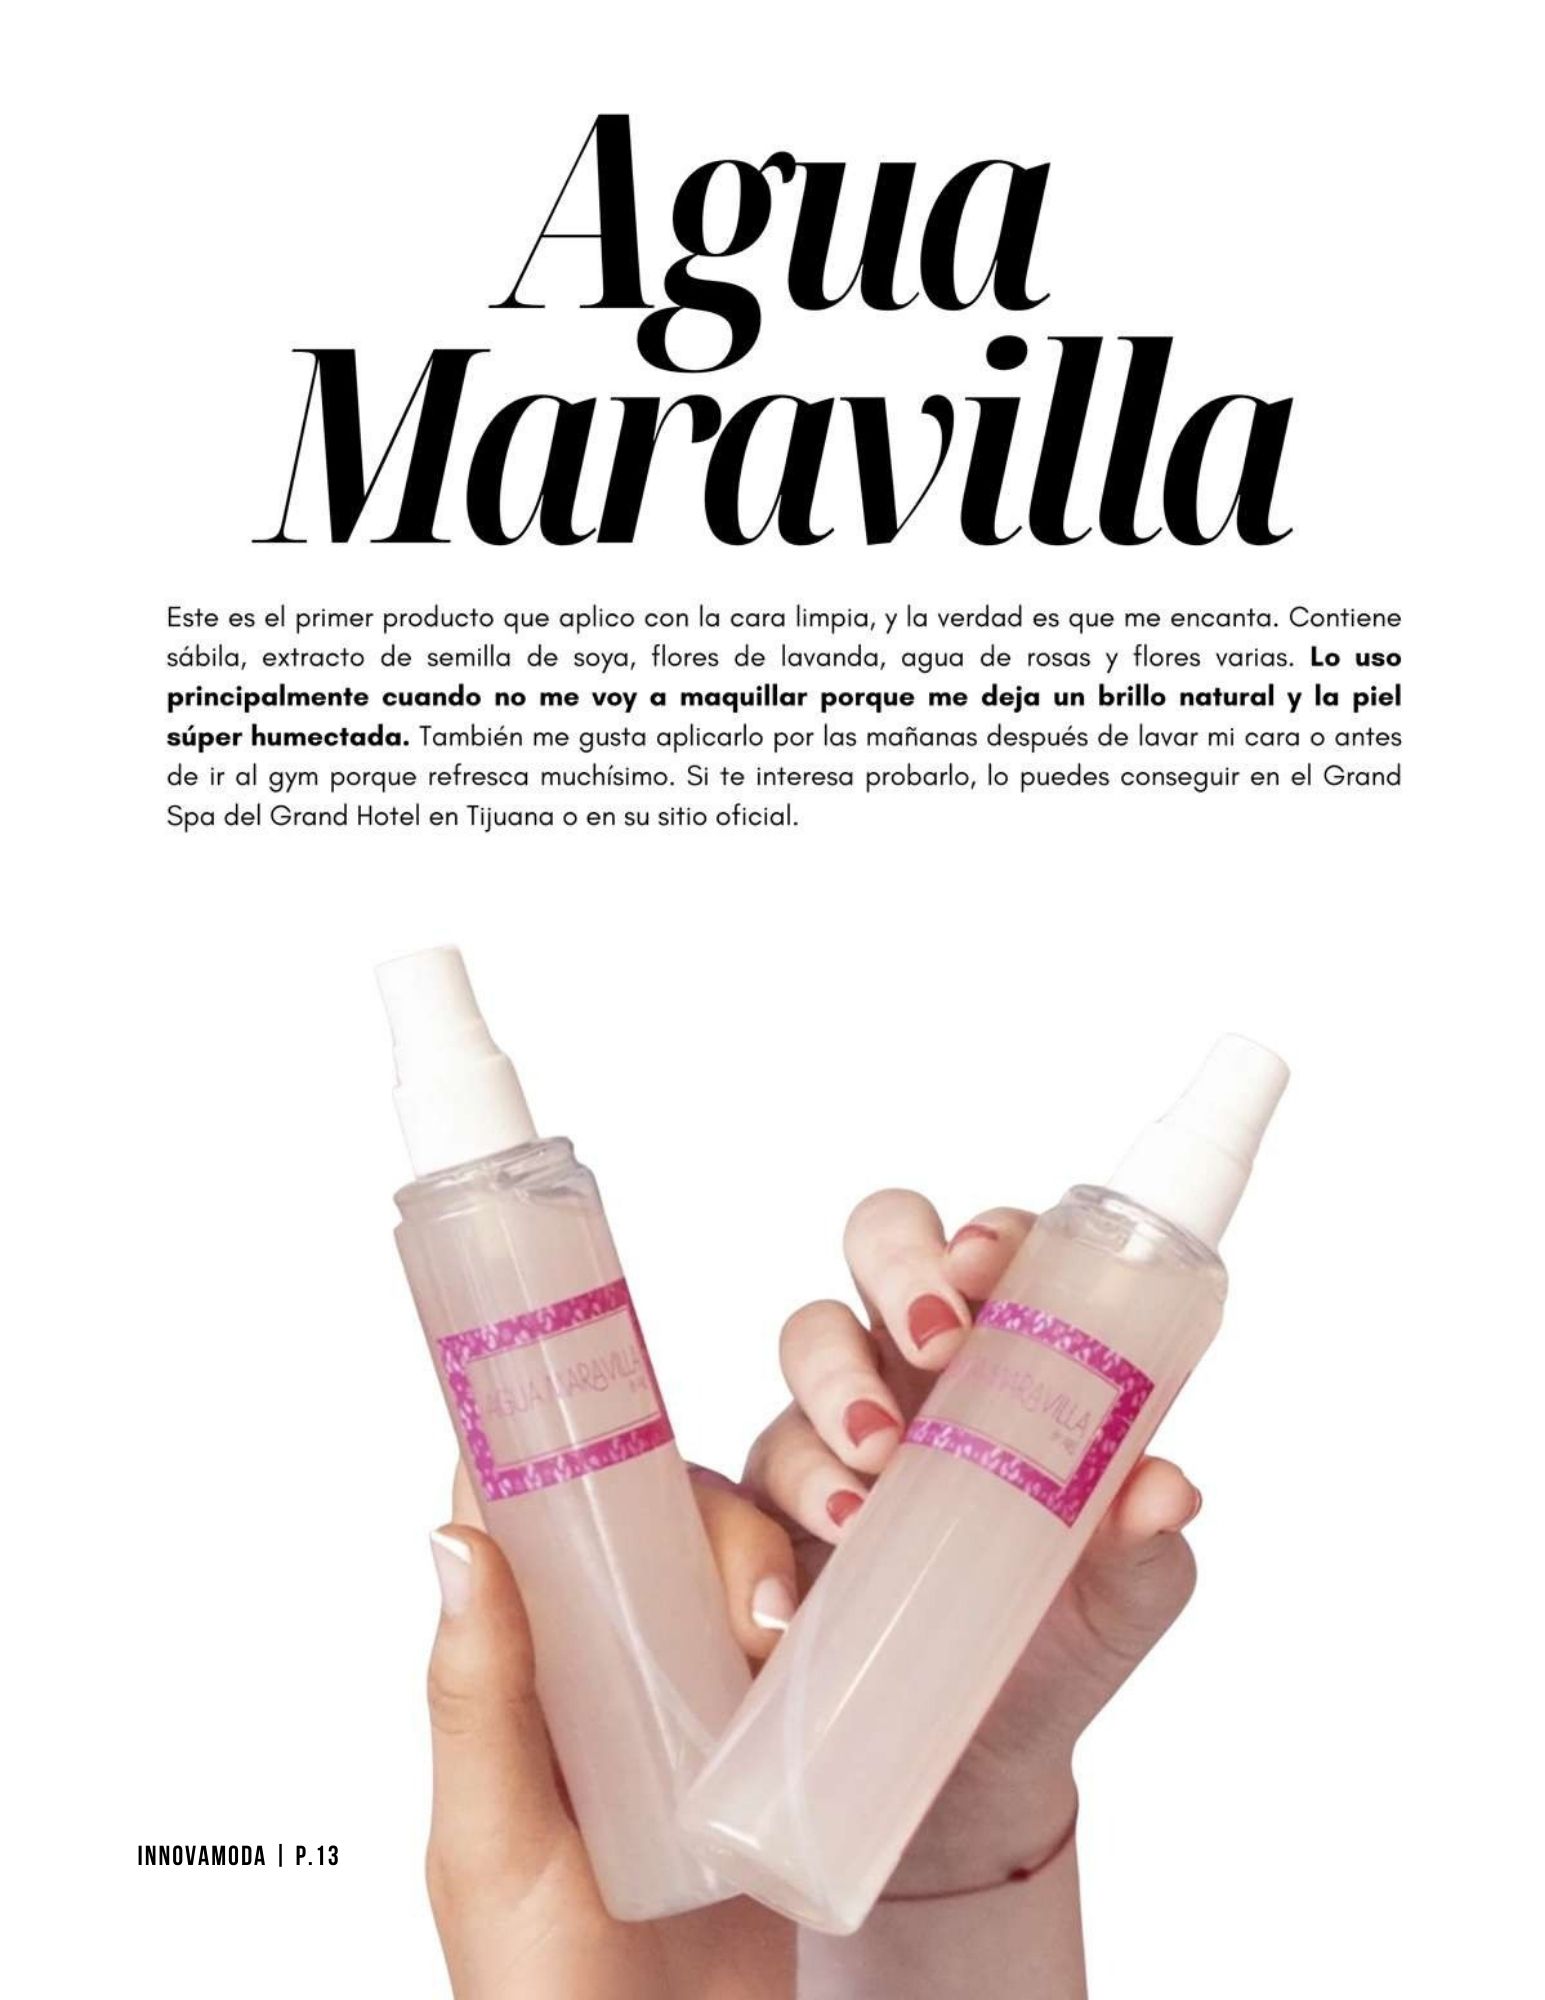 Agua
Maravilla
Este es el primer producto que aplico con la cara limpia, y la verdad es que me encanta. Contiene
sábila, extracto de semilla de soya, flores de lavanda, agua de rosas y flores varias. Lo uso
principalmente cuando no me voy a maquillar porque me deja un brillo natural y la piel
súper humectada. También me gusta aplicarlo por las mañanas después de lavar mi cara o antes
de ir al gym porque refresca muchísimo. Si te interesa probarlo, lo puedes conseguir en el Grand
Spa del Grand Hotel en Tijuana o en su sitio oficial.
AGUA MARAVILLA
MARAVILLA
INNOVAMODA | P.13